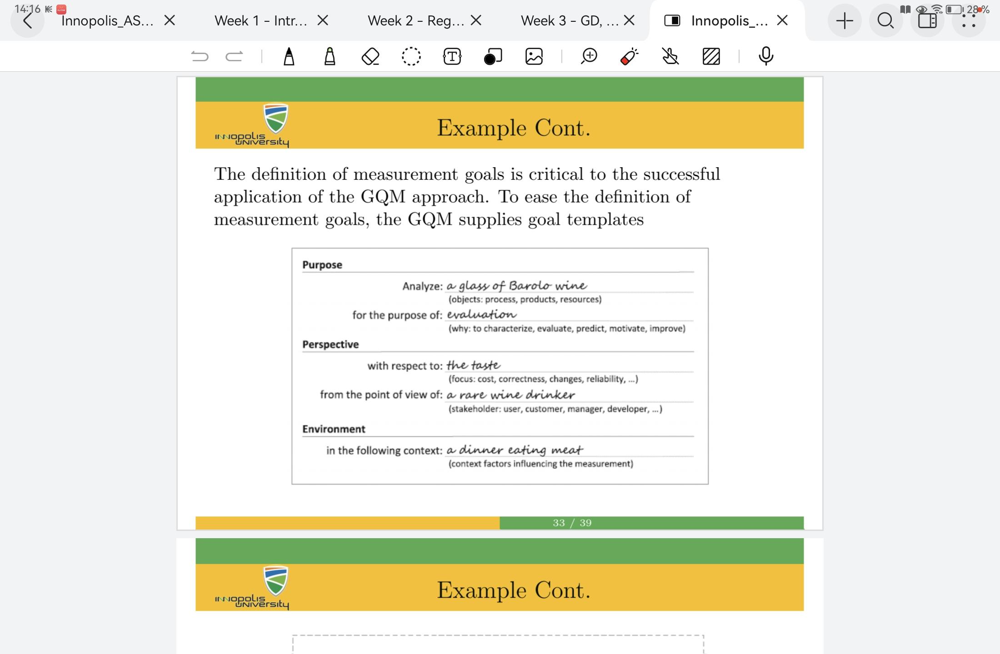 14:16
28%
Innopolis_AS...
Week 1 - Intr...
Week 2 - Reg...
Week 3 - GD, ...
Innopolis_...
INNOPOLIS
UNIVERSITY
Example Cont.
The definition of measurement goals is critical to the successful
application of the GQM approach. To ease the definition of
measurement goals, the GQM supplies goal templates
Purpose
Analyze: a glass of Barolo wine
(objects: process, products, resources)
for the purpose of: evaluation
(why: to characterize, evaluate, predict, motivate, improve)
Perspective
with respect to: the taste
(focus: cost, correctness, changes, reliability, ...)
from the point of view of: a rare wine drinker
(stakeholder: user, customer, manager, developer, ...)
Environment
in the following context: a dinner eating meat
(context factors influencing the measurement)
33 / 39
INNOPOLIS
UNIVERSITY
Example Cont.